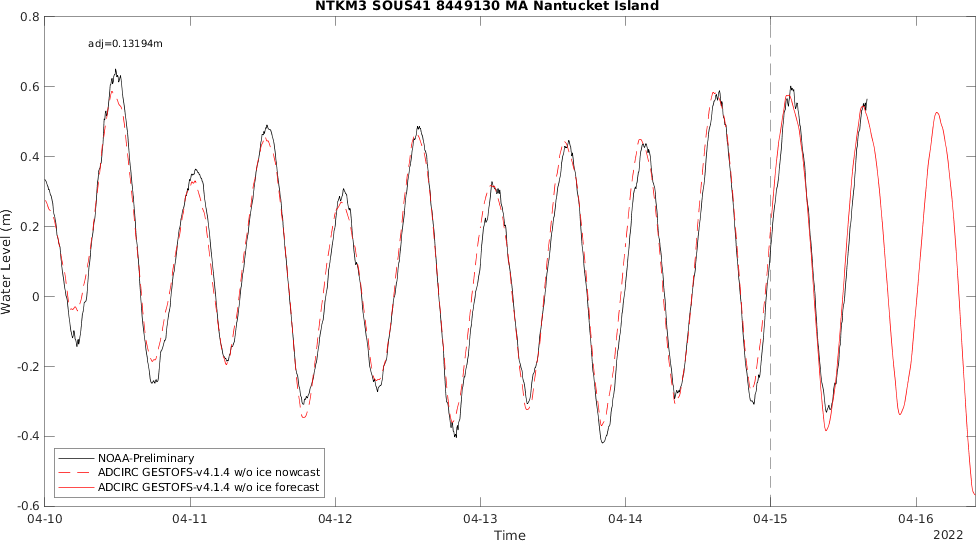 NTKM3 SOUS41 8449130 MA Nantucket Island
adj=0.13194m
0.8
0.6
0.4
0.2
0
-0.2
-0.4
-0.6
Water Level (m)
NOAA-Preliminary
ADCIRC GESTOFS-v4.1.4 w/o ice nowcast
ADCIRC GESTOFS-v4.1.4 w/o ice forecast
04-10 04-11 04-12 04-13 04-14 04-15 04-16
Time
2022